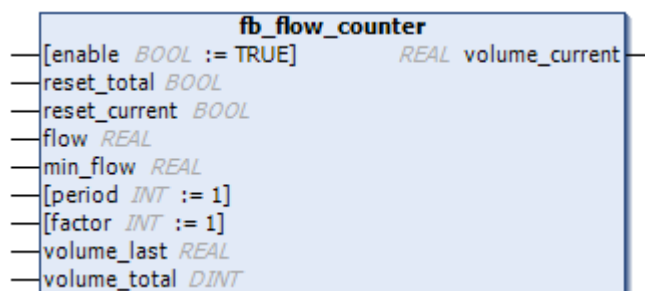 fb_flow_counter
[enable BOOL := TRUE] REAL volume_current
reset_total BOOL
reset_current BOOL
flow REAL
min_flow REAL
[period INT := 1]
[factor INT := 1]
volume_last REAL
volume_total DINT